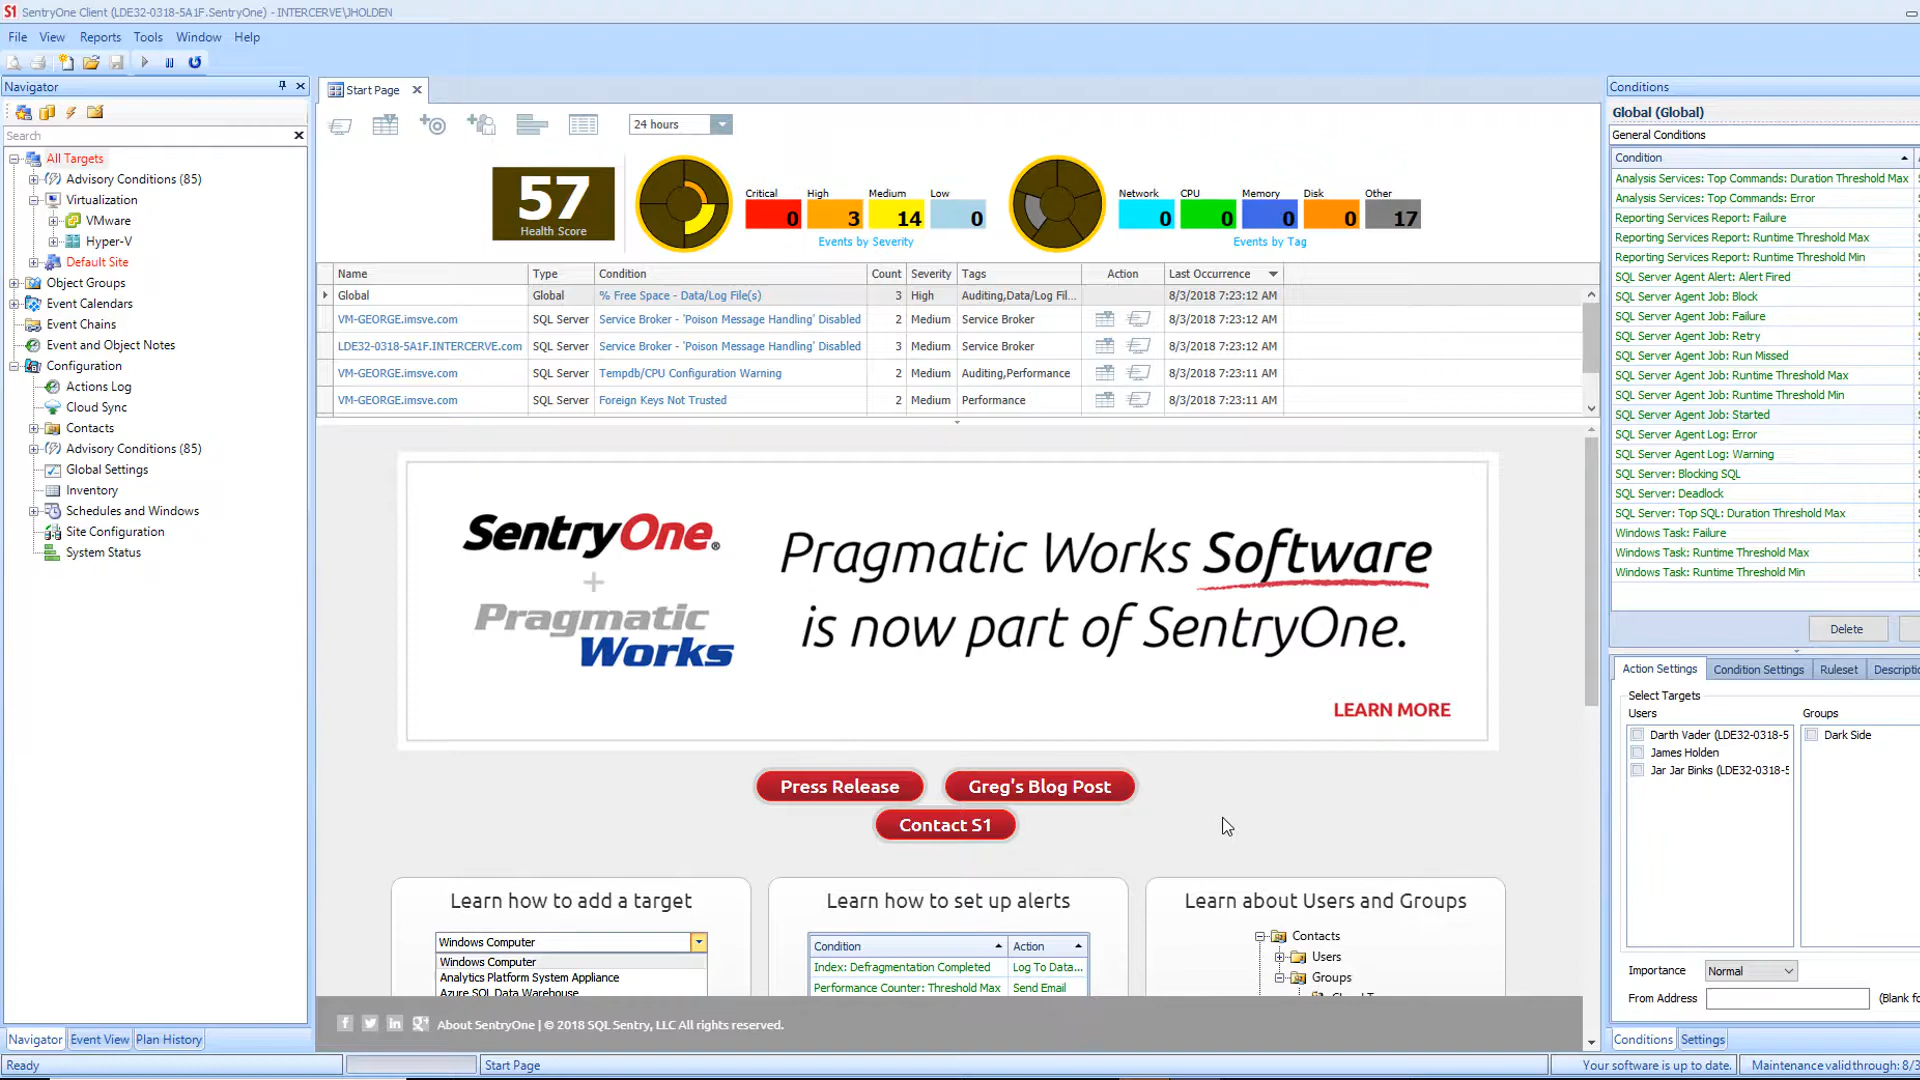 S1 SentryOne Client (LDE32-0318-5A1F.SentryOne) - INTERCERVE\JHOLDEN
File View Reports Tools Window Help
Navigator
Search
All Targets
Advisory Conditions (85)
Virtualization
VMware
Hyper-V
Default Site
Object Groups
Event Calendars
Event Chains
Event and Object Notes
Configuration
Actions Log
Cloud Sync
Contacts
Advisory Conditions (85)
Global Settings
Inventory
Schedules and Windows
Site Configuration
System Status
Navigator Event View Plan History
Start Page
24 hours
57
Health Score
Critical High Medium Low
0 3 14 0
Events by Severity
Network CPU Memory Disk Other
0 0 0 0 17
Events by Tag
Name Type Condition Count Severity Tags Action Last Occurrence
Global Global % Free Space - Data/Log File(s) 3 High Auditing,Data/Log Fil... 8/3/2018 7:23:12 AM
VM-GEORGE.imsve.com SQL Server Service Broker - 'Poison Message Handling' Disabled 2 Medium Service Broker 8/3/2018 7:23:12 AM
LDE32-0318-5A1F.INTERCERVE.com SQL Server Service Broker - 'Poison Message Handling' Disabled 3 Medium Service Broker 8/3/2018 7:23:12 AM
VM-GEORGE.imsve.com SQL Server Tempdb/CPU Configuration Warning 2 Medium Auditing,Performance 8/3/2018 7:23:11 AM
VM-GEORGE.imsve.com SQL Server Foreign Keys Not Trusted 2 Medium Performance 8/3/2018 7:23:11 AM
SentryOne®
+
Pragmatic
Works
Pragmatic Works Software
is now part of SentryOne.
LEARN MORE
Press Release Greg's Blog Post
Contact S1
Learn how to add a target
Windows Computer
Windows Computer
Analytics Platform System Appliance
Azure SQL Data Warehouse
Learn how to set up alerts
Condition Action
Index: Defragmentation Completed Log To Data...
Performance Counter: Threshold Max Send Email
Learn about Users and Groups
Contacts
Users
Groups
About SentryOne | © 2018 SQL Sentry, LLC All rights reserved.
Conditions
Global (Global)
General Conditions
Condition
Analysis Services: Top Commands: Duration Threshold Max
Analysis Services: Top Commands: Error
Reporting Services Report: Failure
Reporting Services Report: Runtime Threshold Max
Reporting Services Report: Runtime Threshold Min
SQL Server Agent Alert: Alert Fired
SQL Server Agent Job: Block
SQL Server Agent Job: Failure
SQL Server Agent Job: Retry
SQL Server Agent Job: Run Missed
SQL Server Agent Job: Runtime Threshold Max
SQL Server Agent Job: Runtime Threshold Min
SQL Server Agent Job: Started
SQL Server Agent Log: Error
SQL Server Agent Log: Warning
SQL Server: Blocking SQL
SQL Server: Deadlock
SQL Server: Top SQL: Duration Threshold Max
Windows Task: Failure
Windows Task: Runtime Threshold Max
Windows Task: Runtime Threshold Min
Delete
Action Settings Condition Settings Ruleset Descriptio
Select Targets
Users Groups
Darth Vader (LDE32-0318-5 Dark Side
James Holden
Jar Jar Binks (LDE32-0318-5
Importance Normal
From Address (Blank fo
Conditions Settings
Ready Start Page Your software is up to date. Maintenance valid through: 8/3